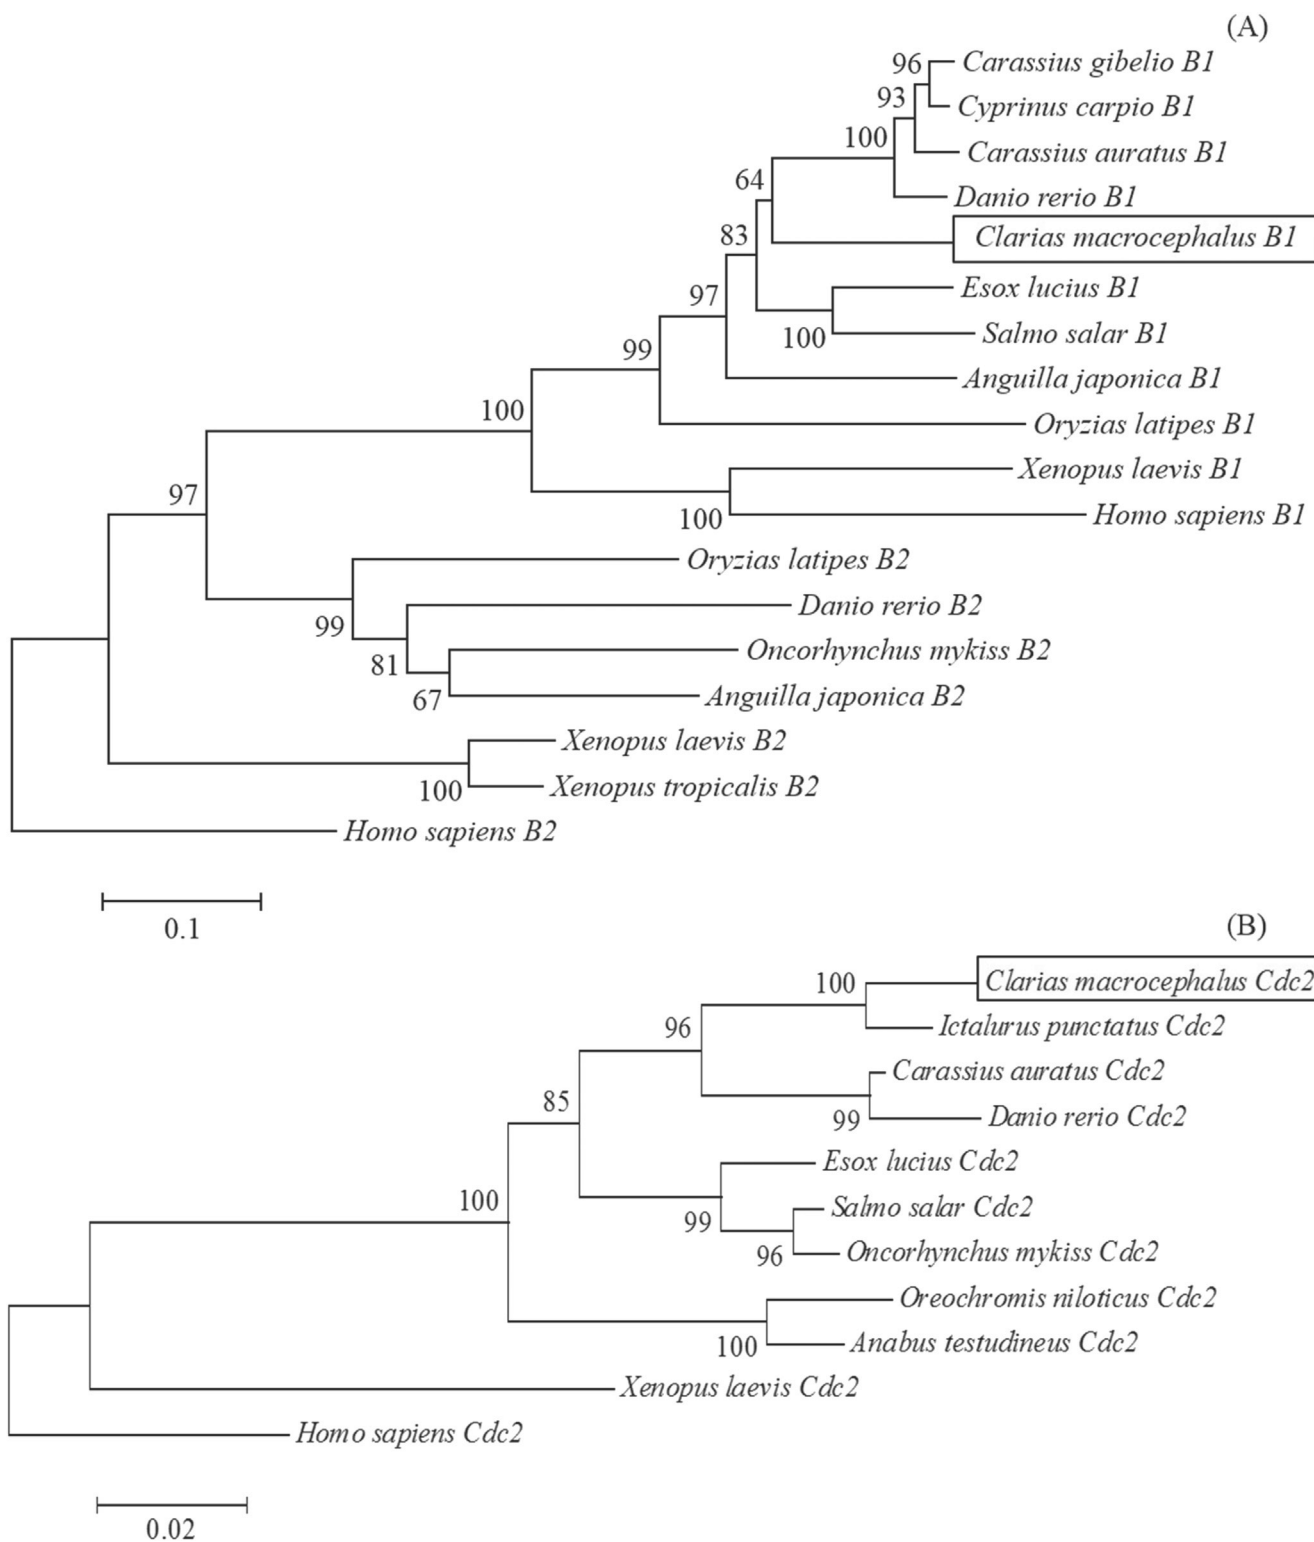 (A)
96
Carassius gibelio B1
93
Cyprinus carpio B1
100
Carassius auratus B1
64
Danio rerio B1
83
Clarias macrocephalus B1
97
Esox lucius B1
100
Salmo salar B1
99
Anguilla japonica B1
100
Oryzias latipes B1
Xenopus laevis B1
97
100
Homo sapiens B1
Oryzias latipes B2
99
Danio rerio B2
81
Oncorhynchus mykiss B2
67
Anguilla japonica B2
Xenopus laevis B2
100
Xenopus tropicalis B2
Homo sapiens B2
0.1
(B)
100
Clarias macrocephalus Cdc2
96
Ictalurus punctatus Cdc2
Carassius auratus Cdc2
85
99
Danio rerio Cdc2
Esox lucius Cdc2
100
Salmo salar Cdc2
99
96
Oncorhynchus mykiss Cdc2
Oreochromis niloticus Cdc2
100
Anabus testudineus Cdc2
Xenopus laevis Cdc2
Homo sapiens Cdc2
0.02